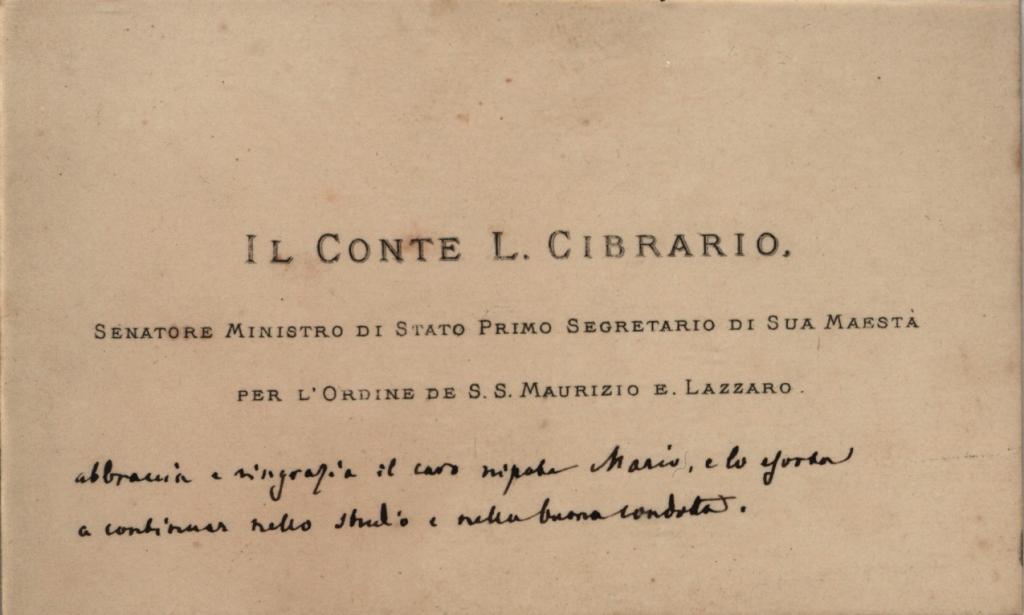 IL CONTE L. CIBRARIO.
SENATORE MINISTRO DI STATO PRIMO SEGRETARIO DI SUA MAESTÀ
PER L'ORDINE DE S. S. MAURIZIO E. LAZZARO.
abbraccia e ringrazia il caro nipote Mario, e lo esorta
a continuar nello studio e nella buona condotta.